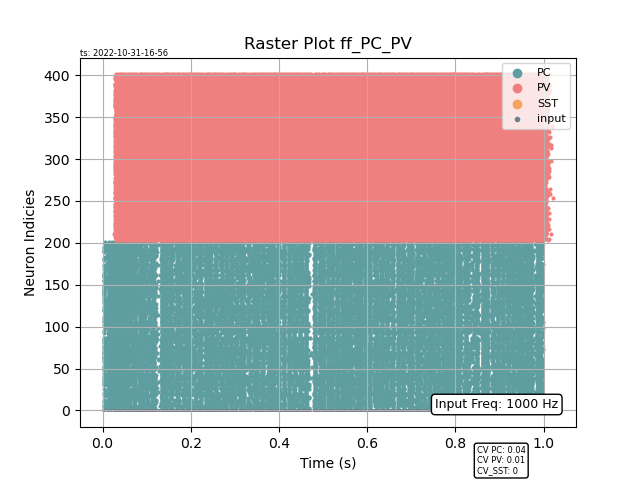 Raster Plot ff_PC_PV
ts: 2022-10-31-16-56
400
350
300
250
200
150
100
50
0
Neuron Indicies
PC
PV
SST
input
Input Freq: 1000 Hz
0.0 0.2 0.4 0.6 0.8 1.0
Time (s)
CV PC: 0.04
CV PV: 0.01
CV_SST: 0